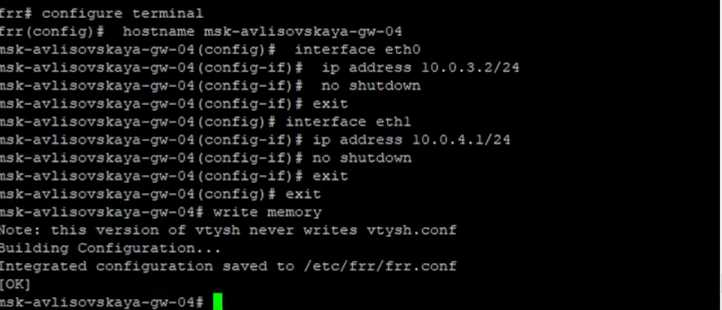 frr# configure terminal
frr(config)#  hostname msk-avlisovskaya-gw-04
msk-avlisovskaya-gw-04(config)#  interface eth0
msk-avlisovskaya-gw-04(config-if)#  ip address 10.0.3.2/24
msk-avlisovskaya-gw-04(config-if)#  no shutdown
msk-avlisovskaya-gw-04(config-if)# exit
msk-avlisovskaya-gw-04(config)# interface eth1
msk-avlisovskaya-gw-04(config-if)# ip address 10.0.4.1/24
msk-avlisovskaya-gw-04(config-if)# no shutdown
msk-avlisovskaya-gw-04(config-if)# exit
msk-avlisovskaya-gw-04(config)# exit
msk-avlisovskaya-gw-04# write memory
Note: this version of vtysh never writes vtysh.conf
Building Configuration...
Integrated configuration saved to /etc/frr/frr.conf
[OK]
msk-avlisovskaya-gw-04#